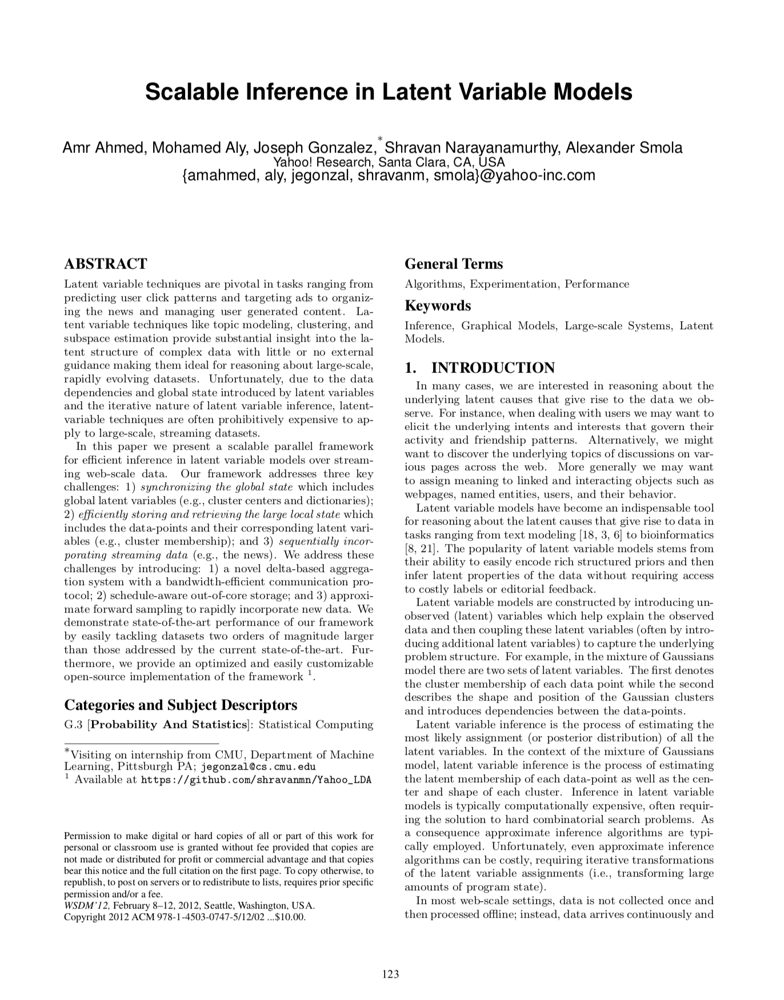 Scalable Inference in Latent Variable Models
Amr Ahmed, Mohamed Aly, Joseph Gonzalez,* Shravan Narayanamurthy, Alexander Smola
Yahoo! Research, Santa Clara, CA, USA
{amahmed, aly, jegonzal, shravanm, smola}@yahoo-inc.com
ABSTRACT
Latent variable techniques are pivotal in tasks ranging from
predicting user click patterns and targeting ads to organiz-
ing the news and managing user generated content. La-
tent variable techniques like topic modeling, clustering, and
subspace estimation provide substantial insight into the la-
tent structure of complex data with little or no external
guidance making them ideal for reasoning about large-scale,
rapidly evolving datasets. Unfortunately, due to the data
dependencies and global state introduced by latent variables
and the iterative nature of latent variable inference, latent-
variable techniques are often prohibitively expensive to ap-
ply to large-scale, streaming datasets.
In this paper we present a scalable parallel framework
for efficient inference in latent variable models over stream-
ing web-scale data. Our framework addresses three key
challenges: 1) synchronizing the global state which includes
global latent variables (e.g., cluster centers and dictionaries);
2) efficiently storing and retrieving the large local state which
includes the data-points and their corresponding latent vari-
ables (e.g., cluster membership); and 3) sequentially incor-
porating streaming data (e.g., the news). We address these
challenges by introducing: 1) a novel delta-based aggrega-
tion system with a bandwidth-efficient communication pro-
tocol; 2) schedule-aware out-of-core storage; and 3) approxi-
mate forward sampling to rapidly incorporate new data. We
demonstrate state-of-the-art performance of our framework
by easily tackling datasets two orders of magnitude larger
than those addressed by the current state-of-the-art. Fur-
thermore, we provide an optimized and easily customizable
open-source implementation of the framework 1.
Categories and Subject Descriptors
G.3 [Probability And Statistics]: Statistical Computing
*Visiting on internship from CMU, Department of Machine
Learning, Pittsburgh PA; jegonzal@cs.cmu.edu
1 Available at https://github.com/shravanmn/Yahoo_LDA
Permission to make digital or hard copies of all or part of this work for
personal or classroom use is granted without fee provided that copies are
not made or distributed for profit or commercial advantage and that copies
bear this notice and the full citation on the first page. To copy otherwise, to
republish, to post on servers or to redistribute to lists, requires prior specific
permission and/or a fee.
WSDM'12, February 8–12, 2012, Seattle, Washington, USA.
Copyright 2012 ACM 978-1-4503-0747-5/12/02 ...$10.00.
General Terms
Algorithms, Experimentation, Performance
Keywords
Inference, Graphical Models, Large-scale Systems, Latent
Models.
1. INTRODUCTION
In many cases, we are interested in reasoning about the
underlying latent causes that give rise to the data we ob-
serve. For instance, when dealing with users we may want to
elicit the underlying intents and interests that govern their
activity and friendship patterns. Alternatively, we might
want to discover the underlying topics of discussions on var-
ious pages across the web. More generally we may want
to assign meaning to linked and interacting objects such as
webpages, named entities, users, and their behavior.
Latent variable models have become an indispensable tool
for reasoning about the latent causes that give rise to data in
tasks ranging from text modeling [18, 3, 6] to bioinformatics
[8, 21]. The popularity of latent variable models stems from
their ability to easily encode rich structured priors and then
infer latent properties of the data without requiring access
to costly labels or editorial feedback.
Latent variable models are constructed by introducing un-
observed (latent) variables which help explain the observed
data and then coupling these latent variables (often by intro-
ducing additional latent variables) to capture the underlying
problem structure. For example, in the mixture of Gaussians
model there are two sets of latent variables. The first denotes
the cluster membership of each data point while the second
describes the shape and position of the Gaussian clusters
and introduces dependencies between the data-points.
Latent variable inference is the process of estimating the
most likely assignment (or posterior distribution) of all the
latent variables. In the context of the mixture of Gaussians
model, latent variable inference is the process of estimating
the latent membership of each data-point as well as the cen-
ter and shape of each cluster. Inference in latent variable
models is typically computationally expensive, often requir-
ing the solution to hard combinatorial search problems. As
a consequence approximate inference algorithms are typi-
cally employed. Unfortunately, even approximate inference
algorithms can be costly, requiring iterative transformations
of the latent variable assignments (i.e., transforming large
amounts of program state).
In most web-scale settings, data is not collected once and
then processed offline; instead, data arrives continuously and
123